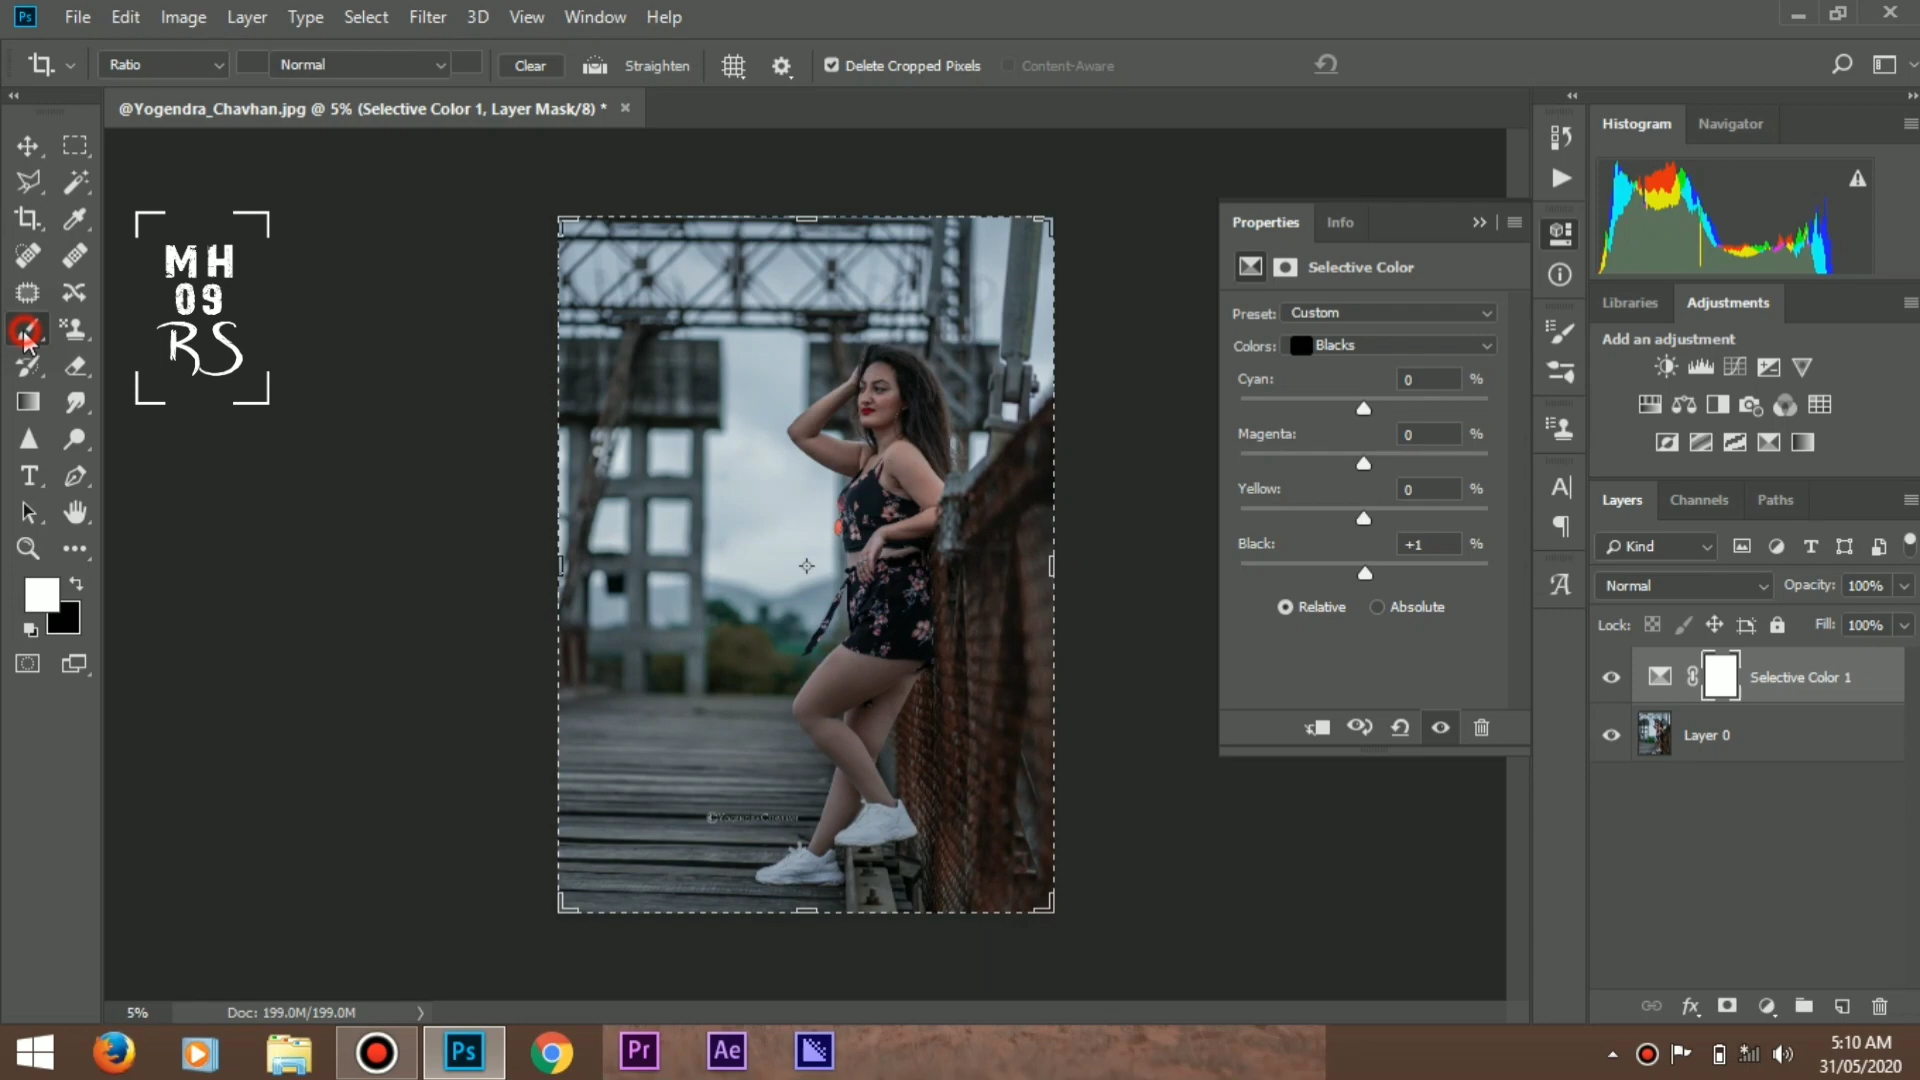 Ps File Edit Image Layer Type Select Filter 3D View Window Help
Ratio Normal Clear Straighten Delete Cropped Pixels Content-Aware
@Yogendra_Chavhan.jpg @ 5% (Selective Color 1, Layer Mask/8) *
Histogram Navigator
MH
09
RS
Properties Info
Selective Color
Preset: Custom
Colors: Blacks
Cyan: 0 %
Magenta: 0 %
Yellow: 0 %
Black: +1 %
Relative Absolute
Libraries Adjustments
Add an adjustment
Layers Channels Paths
Kind
Normal Opacity: 100%
Lock: Fill: 100%
Selective Color 1
Layer 0
5% Doc: 199.0M/199.0M
Ps Pr Ae
5:10 AM
31/05/2020